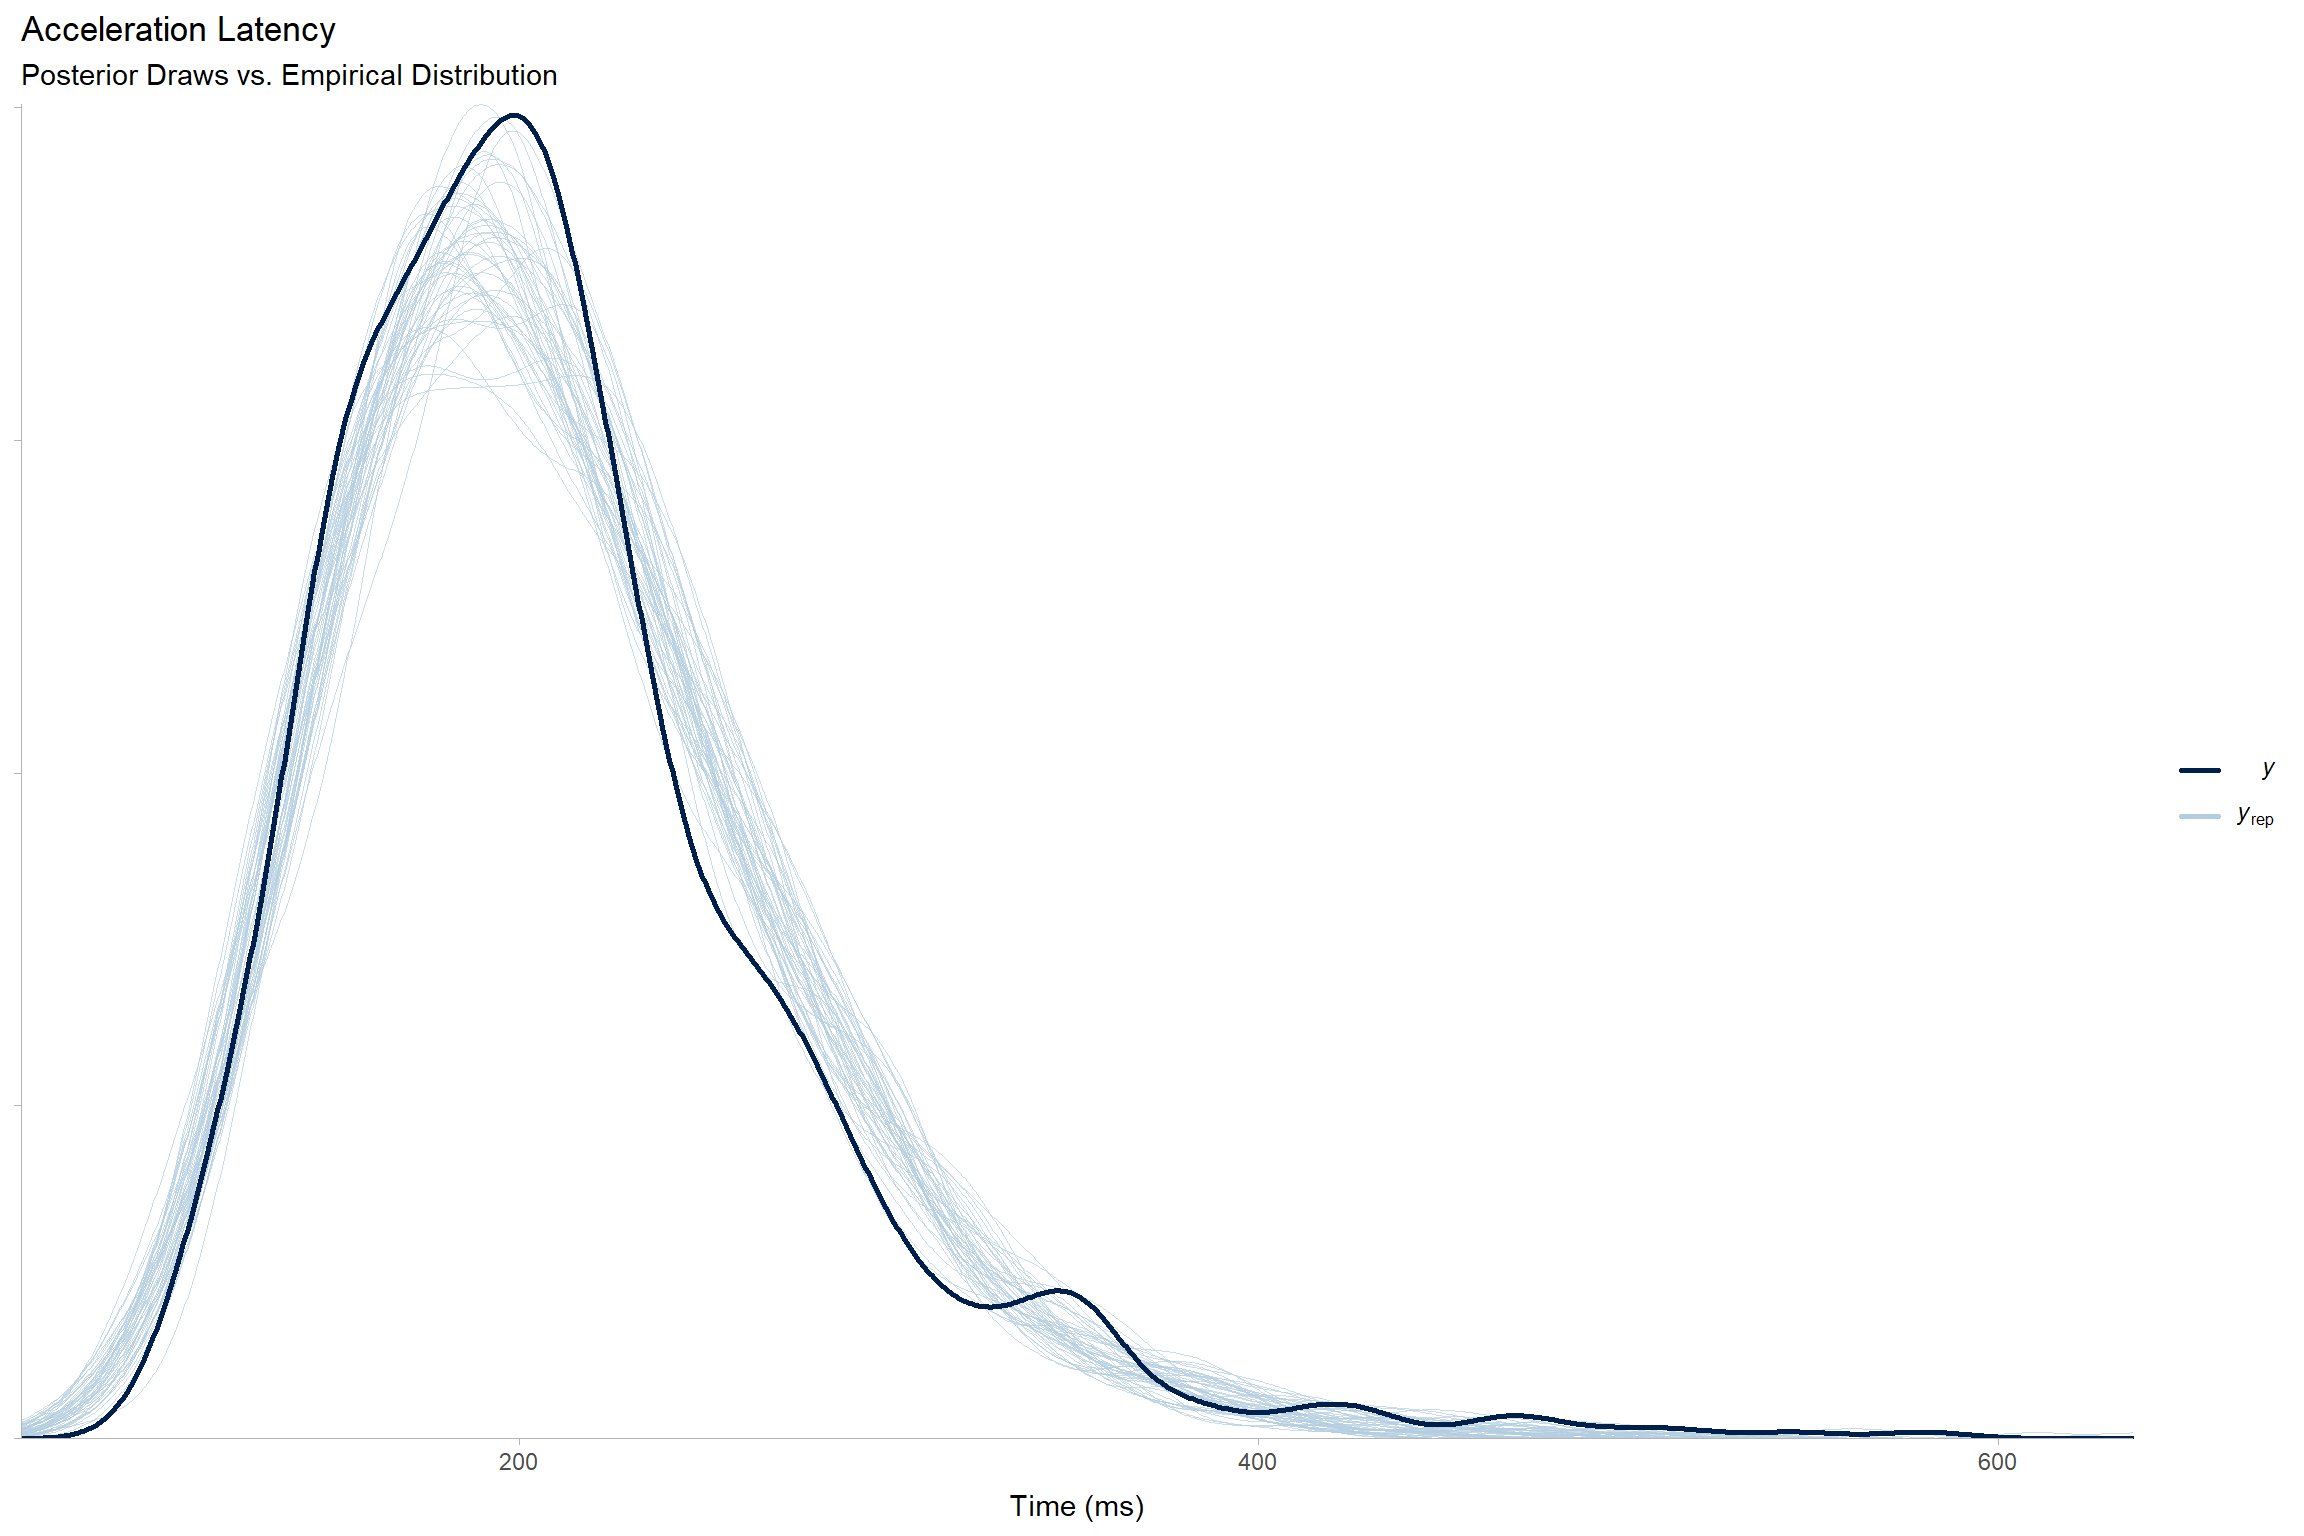 Acceleration Latency
Posterior Draws vs. Empirical Distribution
y
yrep
200 400 600
Time (ms)